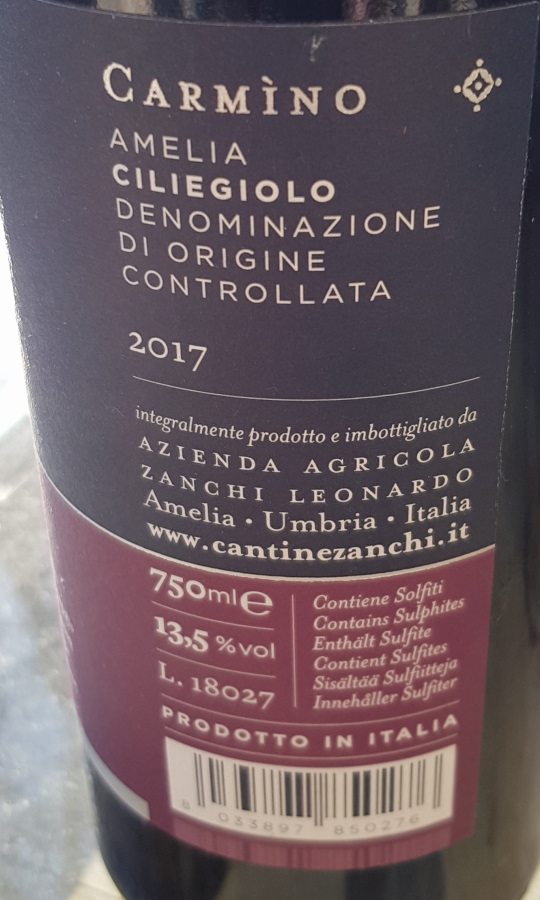 CARMÌNO
AMELIA
CILIEGIOLO
DENOMINAZIONE
DI ORIGINE
CONTROLLATA
2017
integralmente prodotto e imbottigliato da
AZIENDA AGRICOLA
ZANCHI LEONARDO
Amelia • Umbria • Italia
www.cantinezanchi.it
750ml e
13,5 %vol
L. 18027
Contiene Solfiti
Contains Sulphites
Enthält Sulfite
Contient Sulfites
Sisältää Sulfiitteja
Innehåller Sulfiter
PRODOTTO IN ITALIA
8 033897 850276